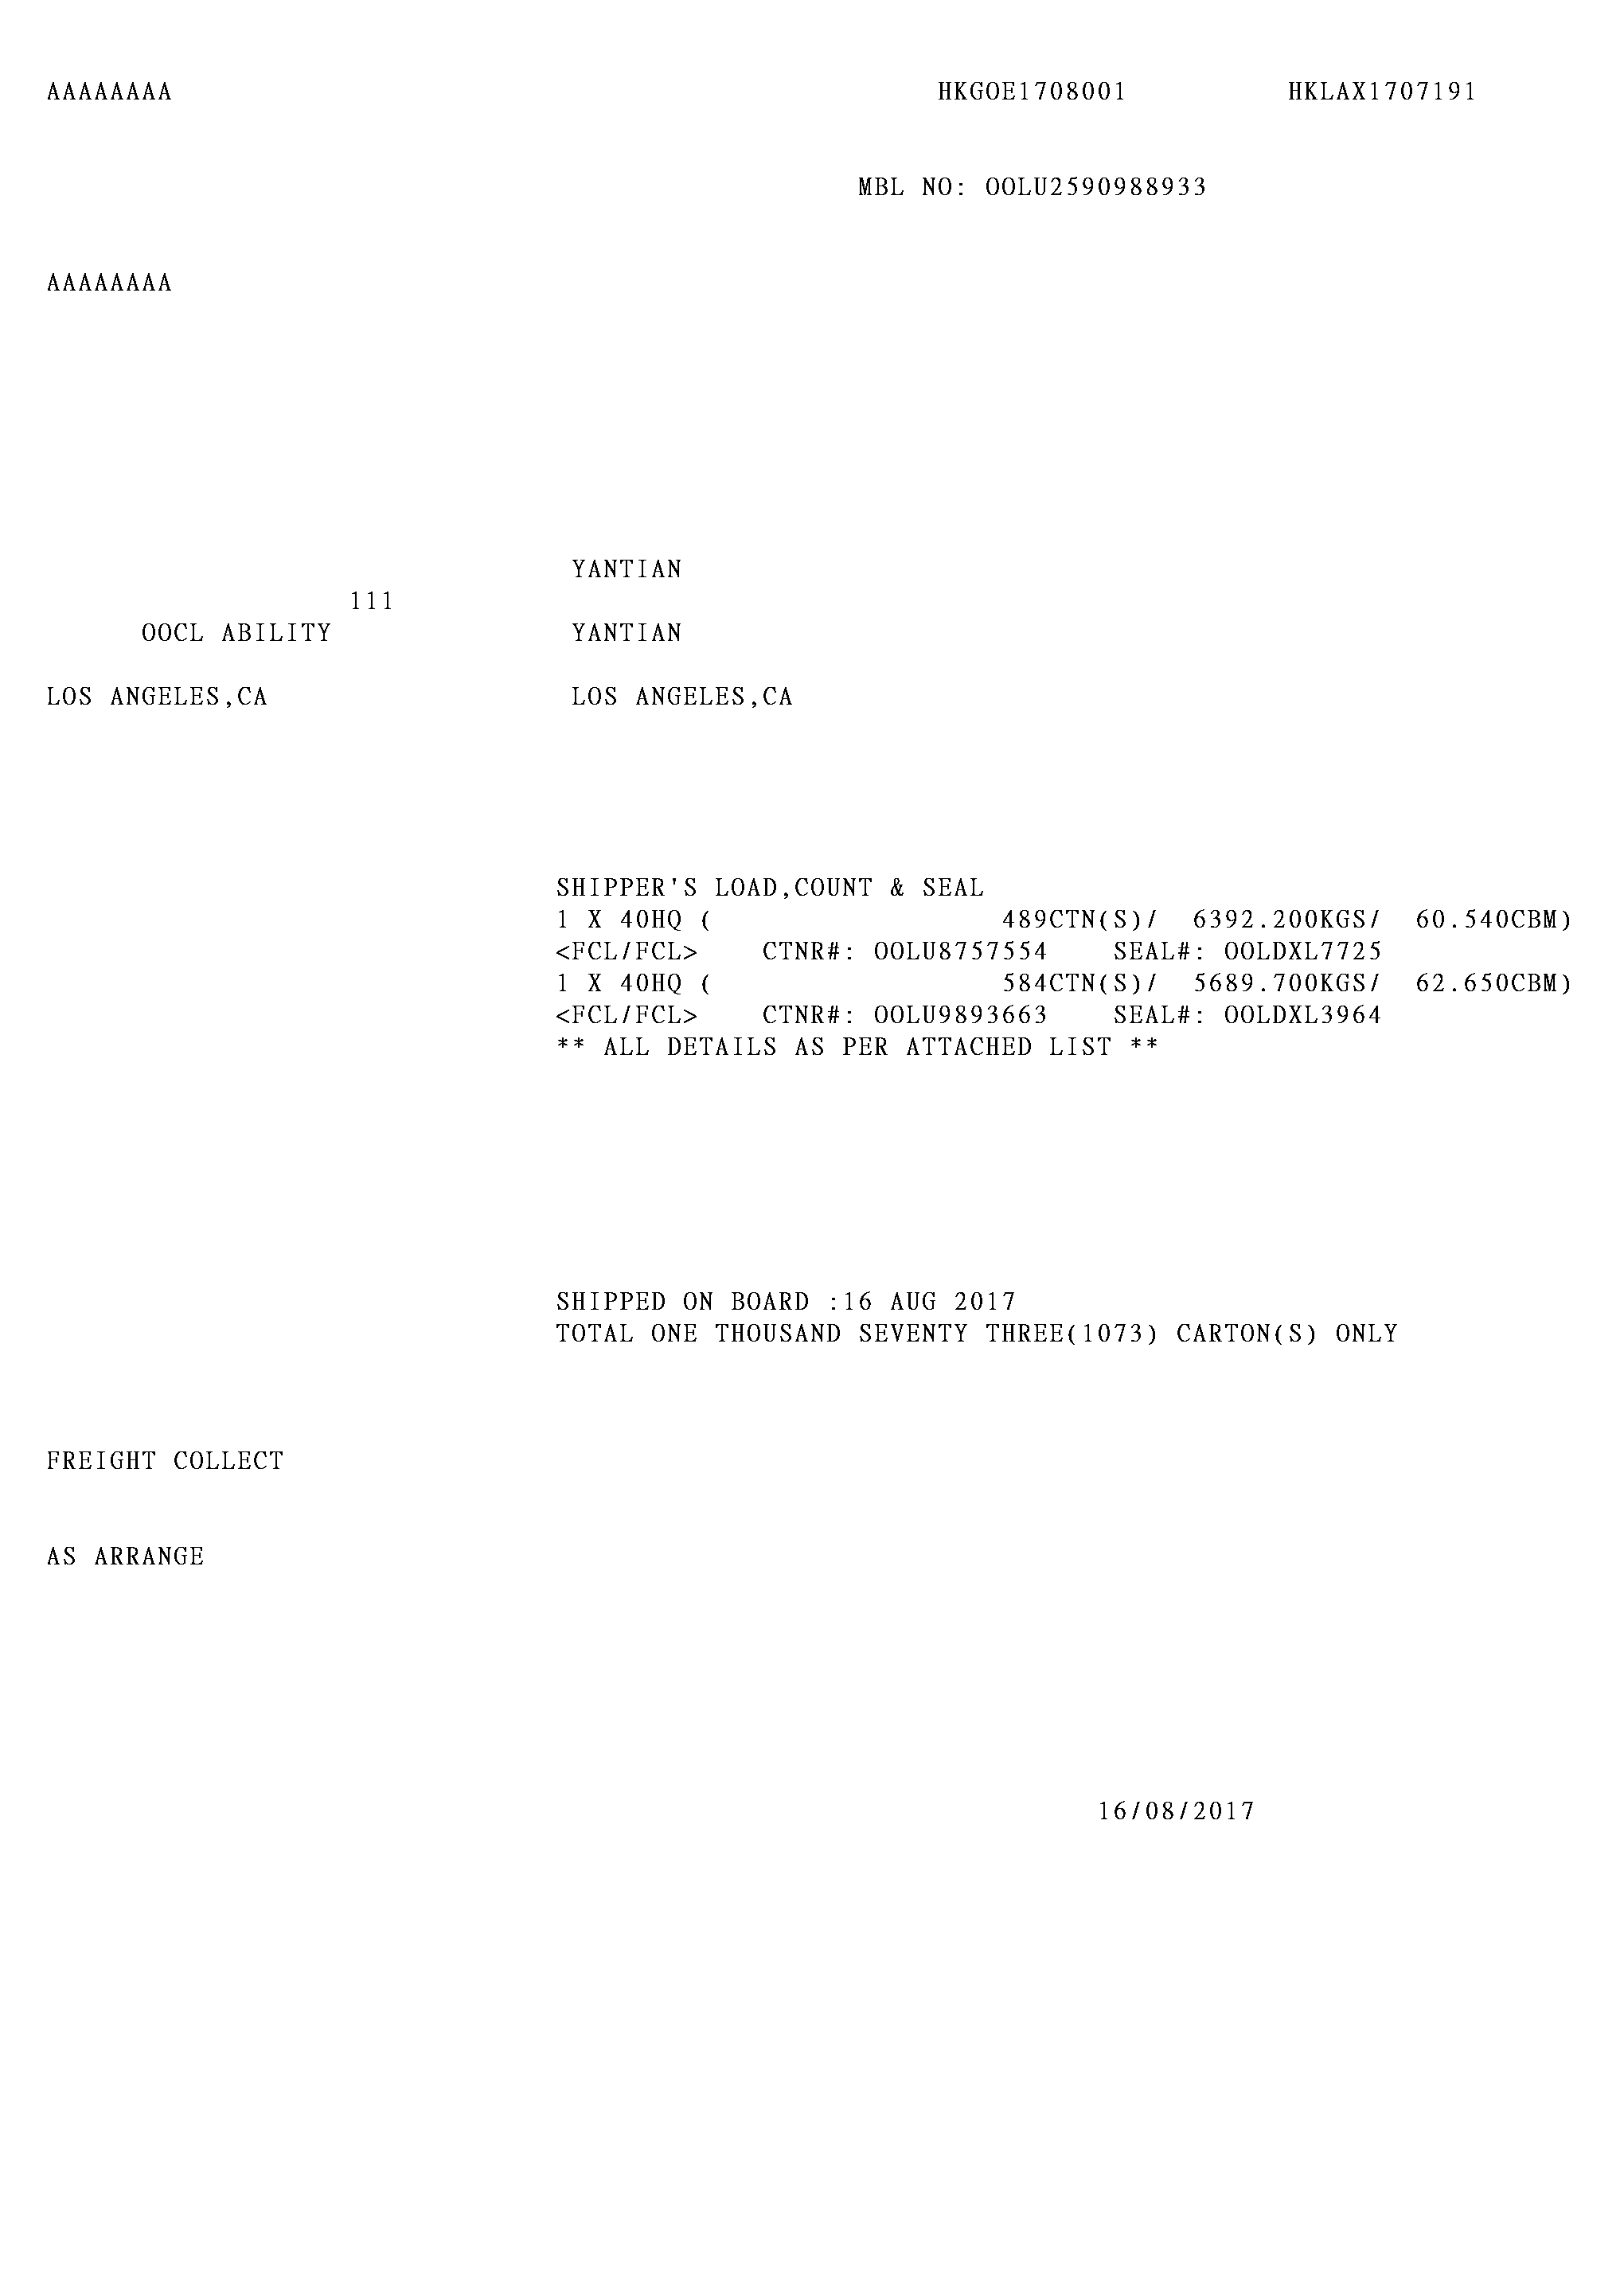 AAAAAAAA HKGOE1708001 HKLAX1707191
MBL NO: OOLU2590988933
AAAAAAAA
YANTIAN
111
OOCL ABILITY YANTIAN
LOS ANGELES,CA LOS ANGELES,CA
SHIPPER'S LOAD,COUNT & SEAL
1 X 40HQ ( 489CTN(S)/ 6392.200KGS/ 60.540CBM)
<FCL/FCL> CTNR#: OOLU8757554 SEAL#: OOLDXL7725
1 X 40HQ ( 584CTN(S)/ 5689.700KGS/ 62.650CBM)
<FCL/FCL> CTNR#: OOLU9893663 SEAL#: OOLDXL3964
** ALL DETAILS AS PER ATTACHED LIST **
SHIPPED ON BOARD :16 AUG 2017
TOTAL ONE THOUSAND SEVENTY THREE(1073) CARTON(S) ONLY
FREIGHT COLLECT
AS ARRANGE
16/08/2017